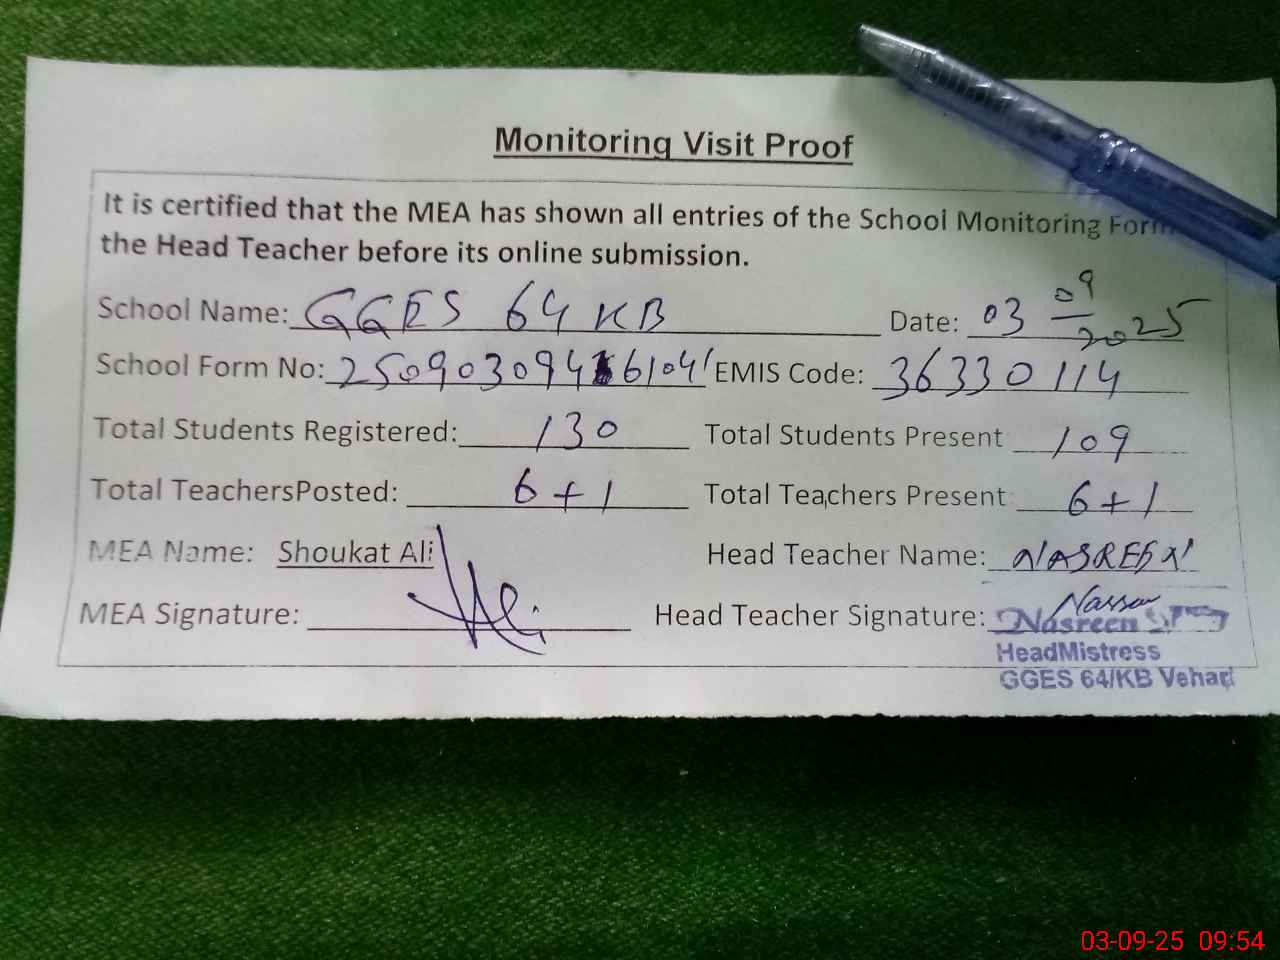 Monitoring Visit Proof
It is certified that the MEA has shown all entries of the School Monitoring Form
the Head Teacher before its online submission.
School Name: GGES 64 KB Date: 03 09 2025
School Form No: 25090309461041 EMIS Code: 36330114
Total Students Registered: 130 Total Students Present 109
Total TeachersPosted: 6+1 Total Teachers Present 6+1
MEA Name: Shoukat Ali Head Teacher Name: NASREEN
MEA Signature: Ali Head Teacher Signature:
Nasreen
HeadMistress
GGES 64/KB Vehari
03-09-25 09:54